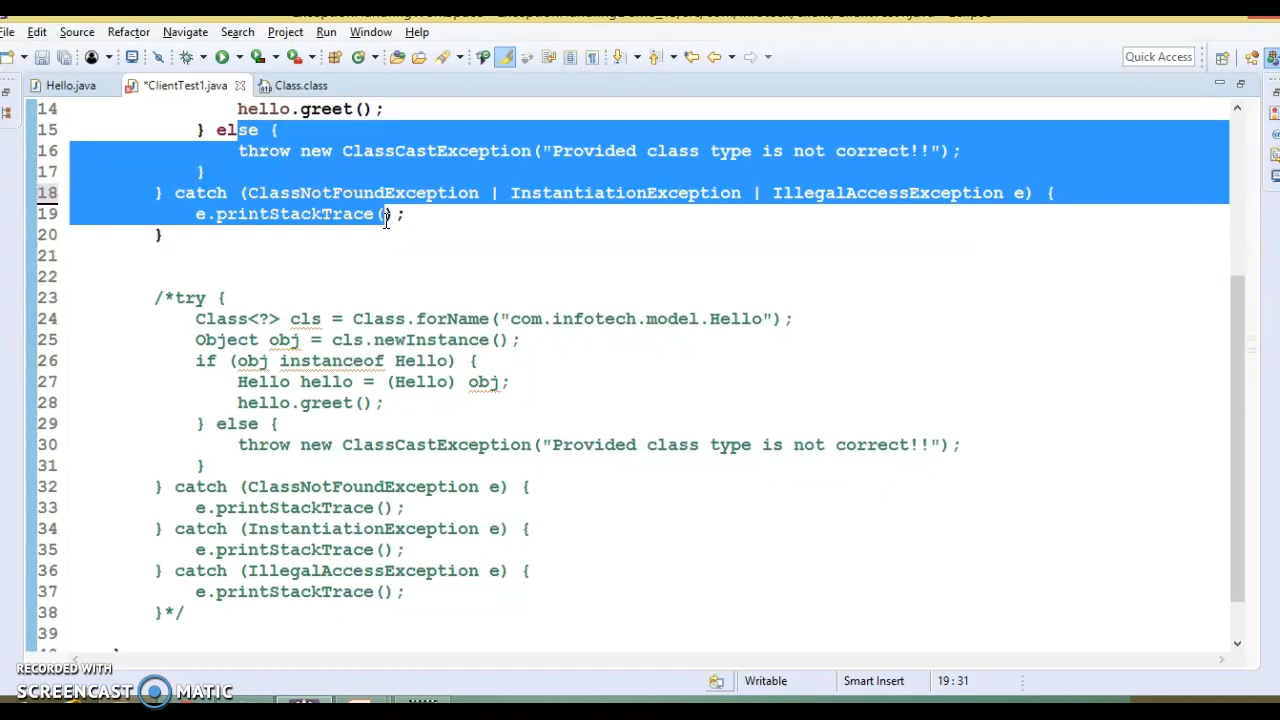 File Edit Source Refactor Navigate Search Project Run Window Help
Quick Access
Hello.java *ClientTest1.java Class.class
14 hello.greet();
15 } else {
16 throw new ClassCastException("Provided class type is not correct!!");
17 }
18 } catch (ClassNotFoundException | InstantiationException | IllegalAccessException e) {
19 e.printStackTrace();
20 }
21
22
23 /*try {
24 Class<?> cls = Class.forName("com.infotech.model.Hello");
25 Object obj = cls.newInstance();
26 if (obj instanceof Hello) {
27 Hello hello = (Hello) obj;
28 hello.greet();
29 } else {
30 throw new ClassCastException("Provided class type is not correct!!");
31 }
32 } catch (ClassNotFoundException e) {
33 e.printStackTrace();
34 } catch (InstantiationException e) {
35 e.printStackTrace();
36 } catch (IllegalAccessException e) {
37 e.printStackTrace();
38 }*/
39
RECORDED WITH
SCREENCAST MATIC
Writable Smart Insert 19 : 31